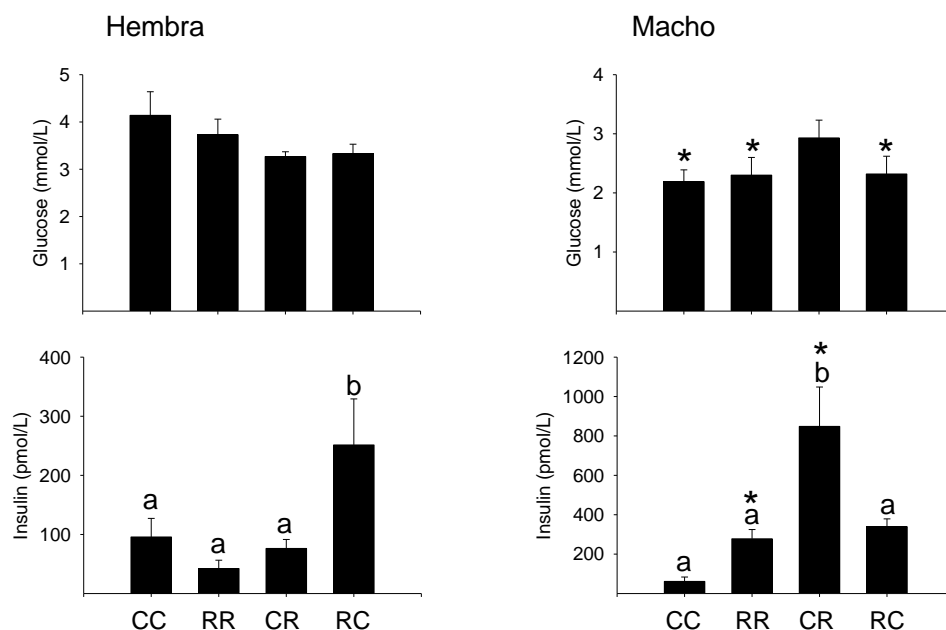 Hembra
Macho
Glucose (mmol/L)
5
4
3
2
1
Glucose (mmol/L)
4
3
2
1
* * *
Insulin (pmol/L)
400
300
200
100
a a a b
CC RR CR RC
Insulin (pmol/L)
1200
1000
800
600
400
200
* *
a a b a
CC RR CR RC